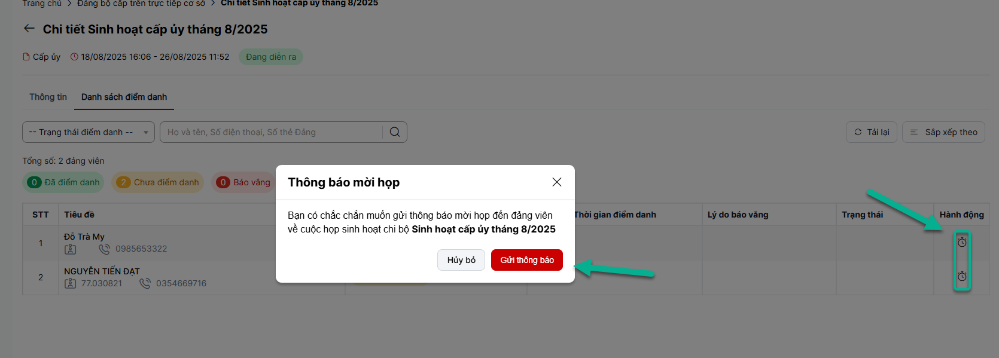 Trang chủ > Đảng bộ cấp trên trực tiếp cơ sở > Chi tiết Sinh hoạt cấp ủy tháng 8/2025
Chi tiết Sinh hoạt cấp ủy tháng 8/2025
Cấp ủy 18/08/2025 16:06 - 26/08/2025 11:52 Đang diễn ra
Thông tin Danh sách điểm danh
-- Trạng thái điểm danh -- Họ và tên, Số điện thoại, Số thẻ Đảng Tải lại Sắp xếp theo
Tổng số: 2 đảng viên
0 Đã điểm danh 2 Chưa điểm danh 0 Báo vắng
Thông báo mời họp
Bạn có chắc chắn muốn gửi thông báo mời họp đến đảng viên
về cuộc họp sinh hoạt chi bộ Sinh hoạt cấp ủy tháng 8/2025
Hủy bỏ Gửi thông báo
STT Tiêu đề Thời gian điểm danh Lý do báo vắng Trạng thái Hành động
1 Đỗ Trà My
0985653322
2 NGUYỄN TIẾN ĐẠT
77.030821 0354669716